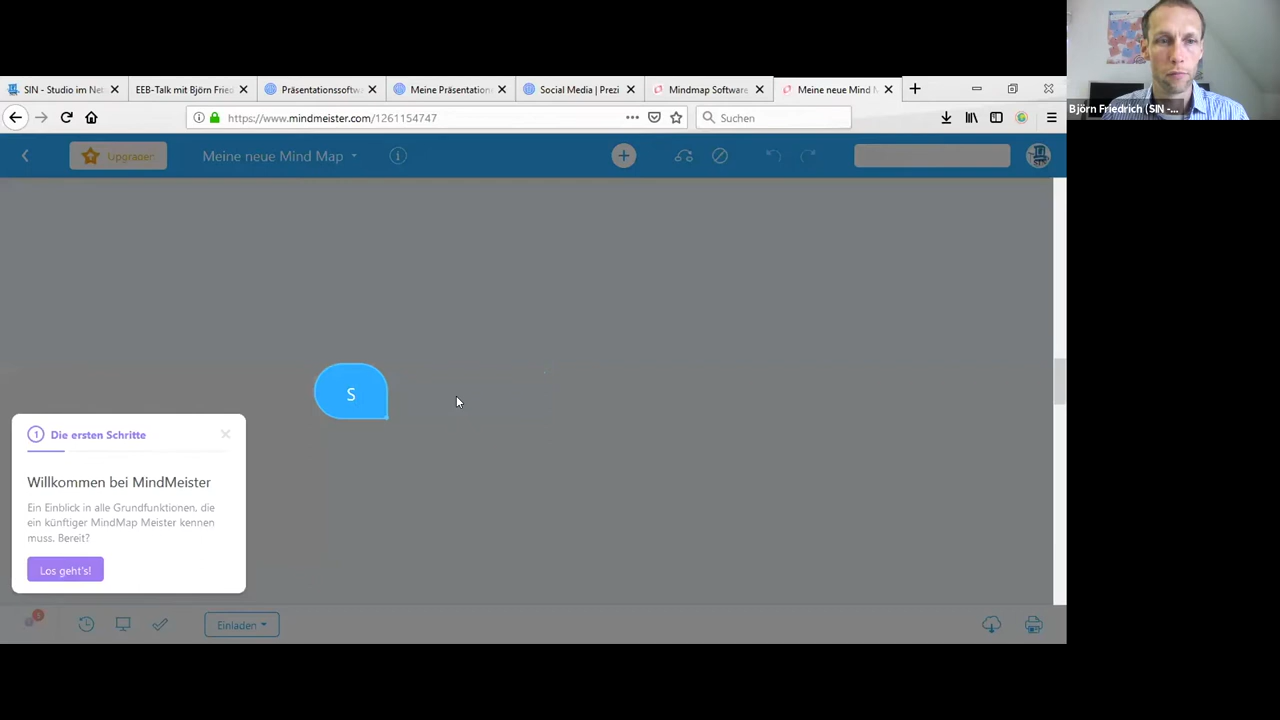 SIN - Studio im Net
EEB-Talk mit Björn Fried
Präsentationssoftw
Meine Präsentation
Social Media | Prezi
Mindmap Software
Meine neue Mind M
https://www.mindmeister.com/1261154747
Suchen
Björn Friedrich (SIN -...
Upgraden
Meine neue Mind Map
S
1 Die ersten Schritte
Willkommen bei MindMeister
Ein Einblick in alle Grundfunktionen, die
ein künftiger MindMap Meister kennen
muss. Bereit?
Los geht's!
Einladen